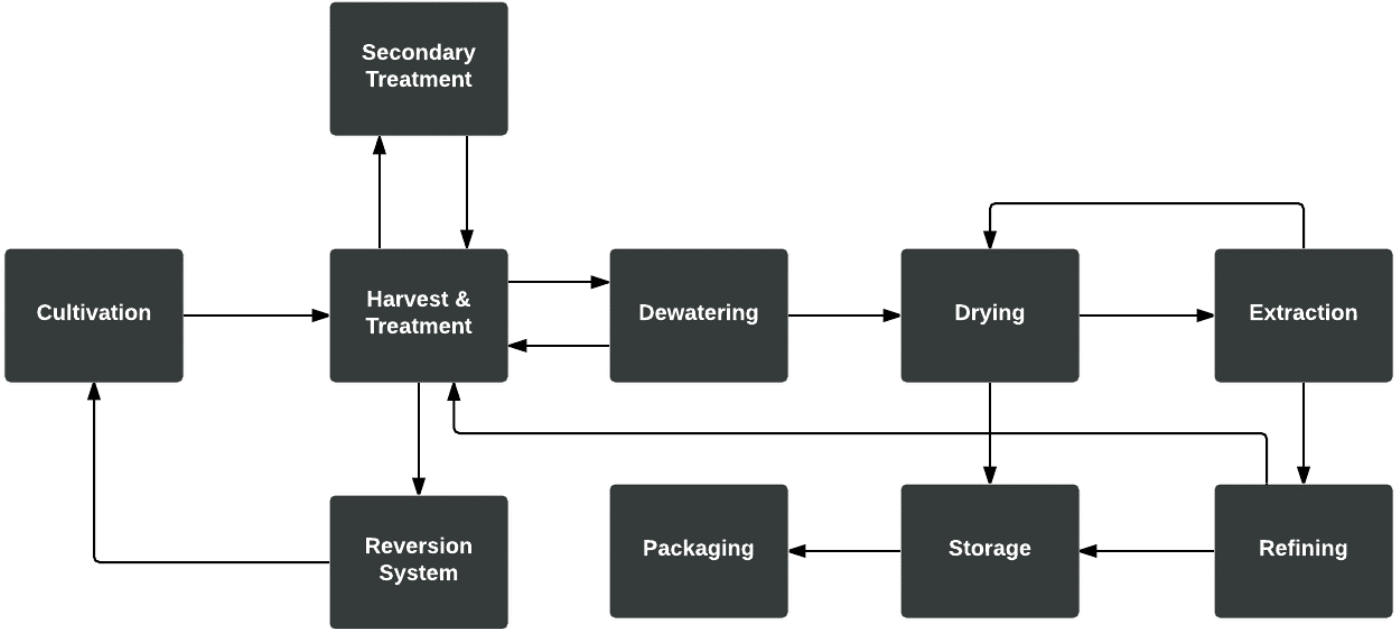 Secondary
Treatment
Cultivation
Harvest &
Treatment
Dewatering
Drying
Extraction
Reversion
System
Packaging
Storage
Refining